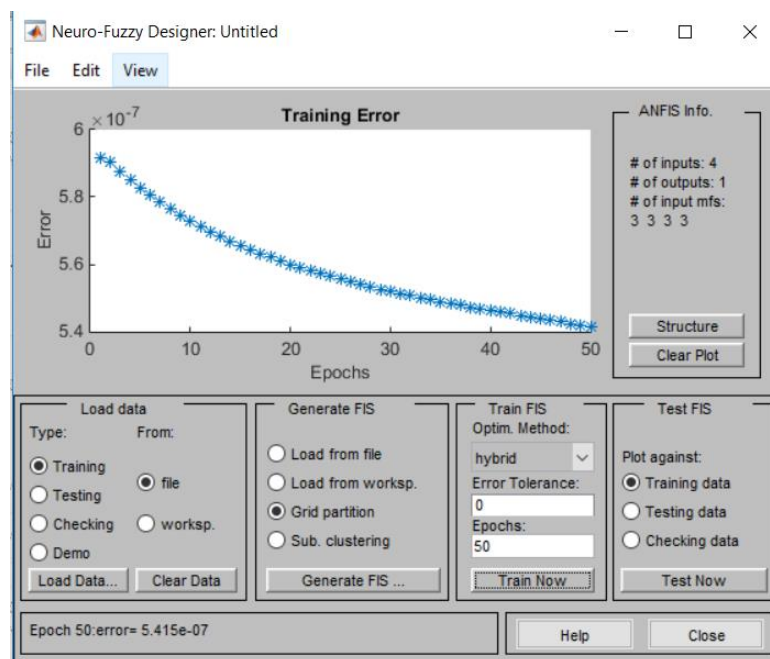 Neuro-Fuzzy Designer: Untitled
File Edit View
Training Error
×10^-7
6
5.8
5.6
5.4
Error
0 10 20 30 40 50
Epochs
ANFIS Info.
# of inputs: 4
# of outputs: 1
# of input mfs:
3 3 3 3
Structure
Clear Plot
Load data
Type: From:
Training
Testing
Checking
Demo
file
worksp.
Load Data... Clear Data
Generate FIS
Load from file
Load from worksp.
Grid partition
Sub. clustering
Generate FIS ...
Train FIS
Optim. Method:
hybrid
Error Tolerance:
0
Epochs:
50
Train Now
Test FIS
Plot against:
Training data
Testing data
Checking data
Test Now
Epoch 50:error= 5.415e-07
Help Close